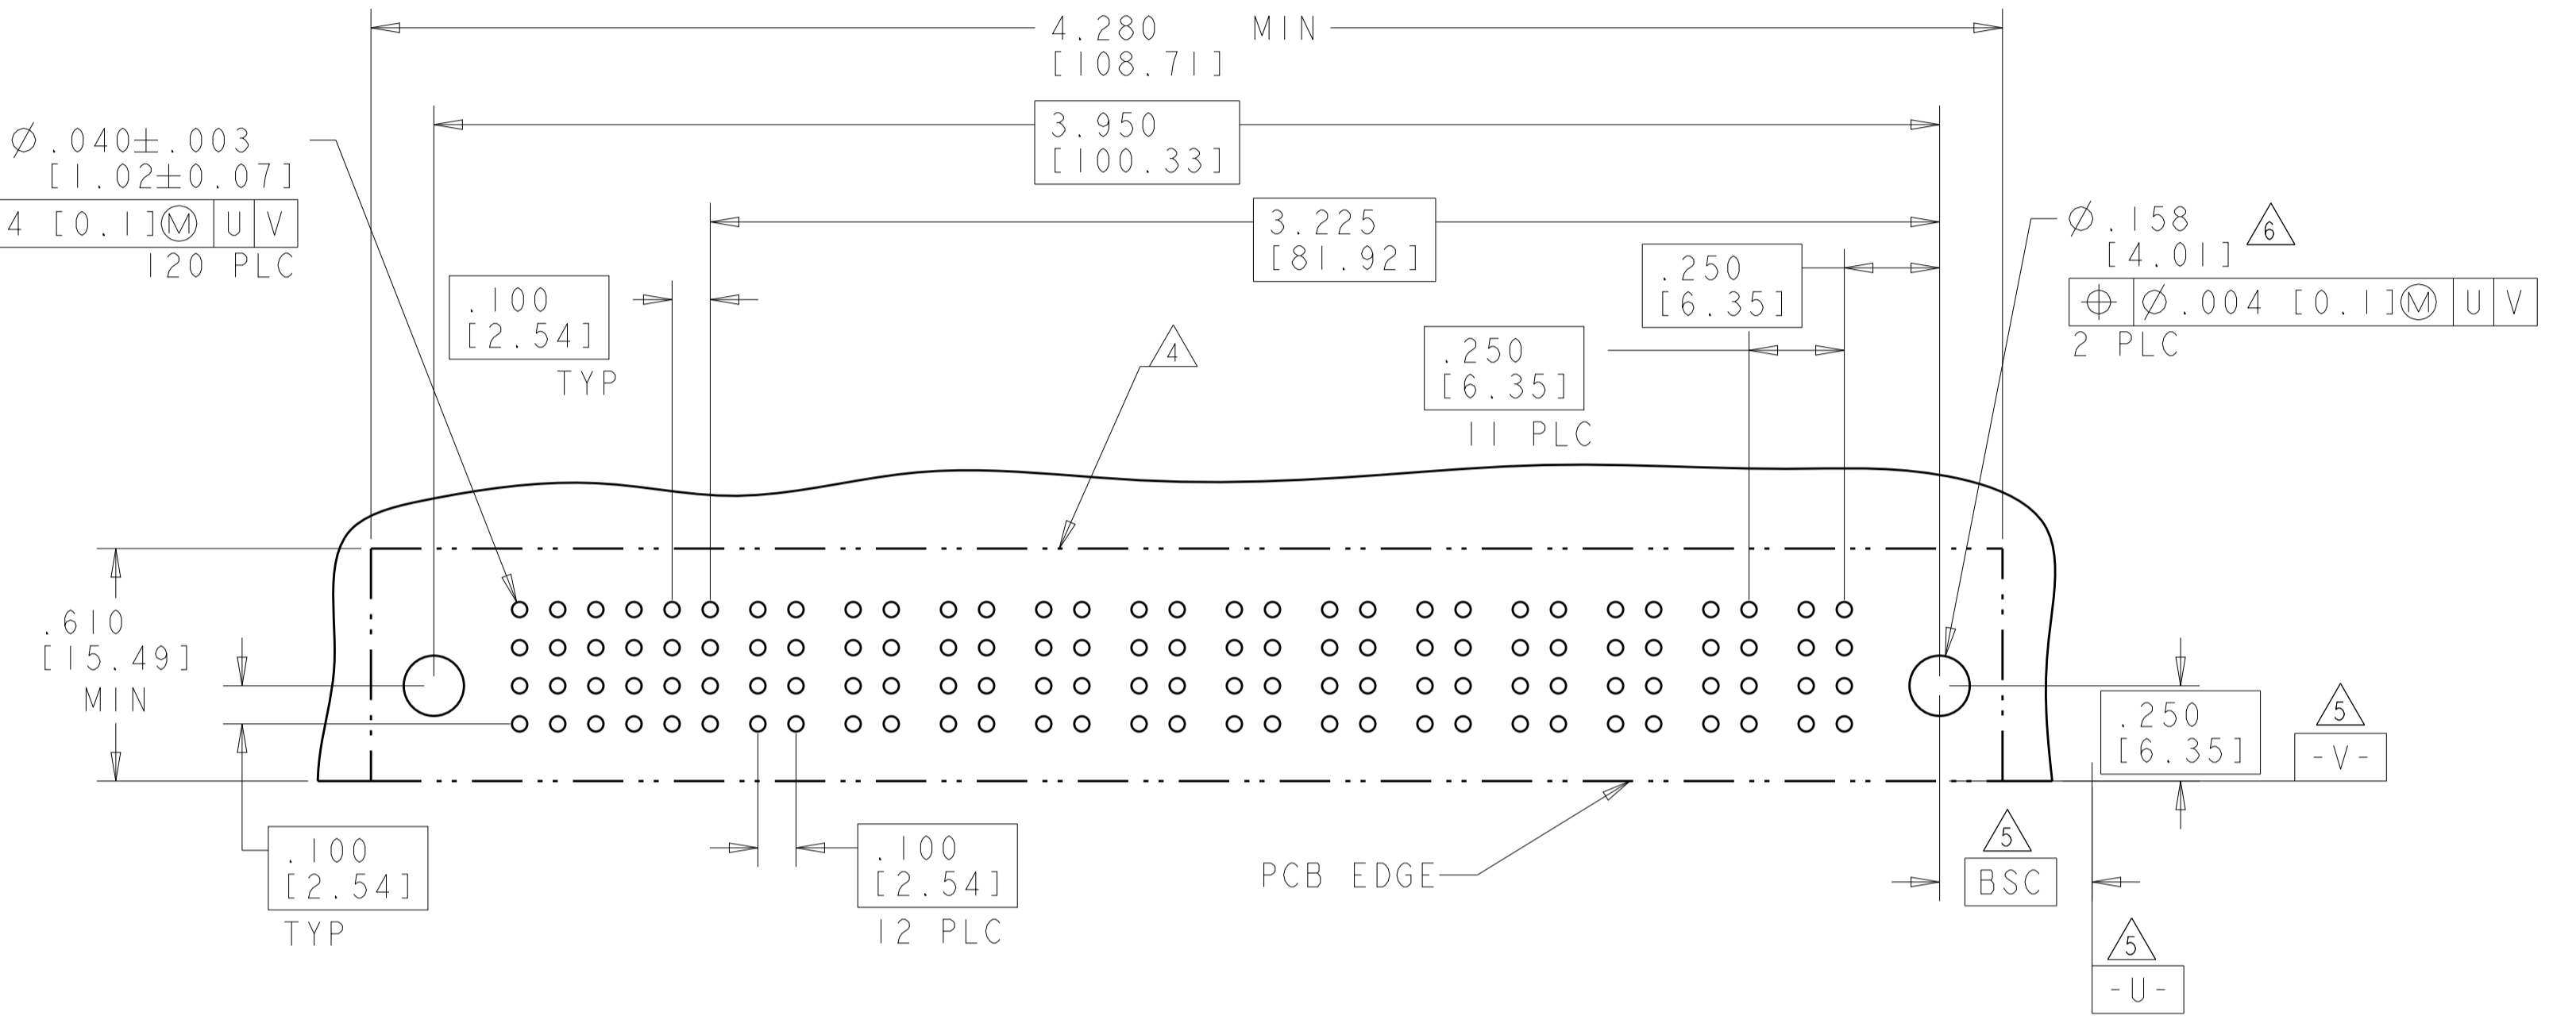 4.280 MIN
[108.71]
3.950
[100.33]
Ø.040±.003
[1.02±0.07]
4 [0.1]Ⓜ U V
120 PLC
3.225
[81.92]
Ø.158 6
[4.01]
⌖ Ø.004 [0.1]Ⓜ U V
2 PLC
.250
[6.35]
.100
[2.54]
TYP
4
.250
[6.35]
11 PLC
.610
[15.49]
MIN
.250
[6.35]
5
-V-
.100
[2.54]
TYP
.100
[2.54]
12 PLC
PCB EDGE
5
BSC
5
-U-